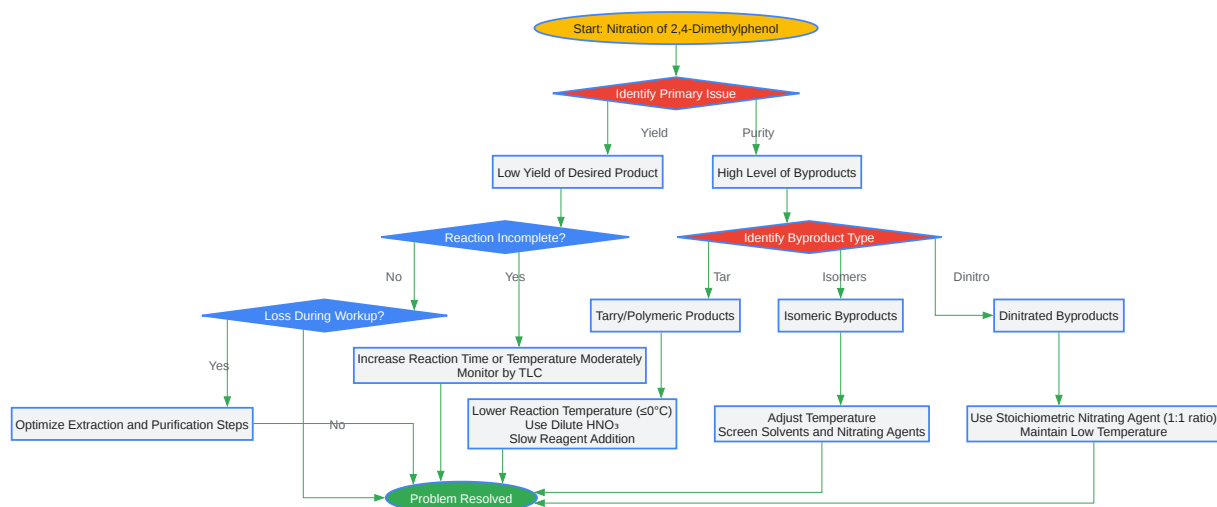 Start: Nitration of 2,4-Dimethylphenol
Identify Primary Issue
Yield
Purity
Low Yield of Desired Product
High Level of Byproducts
Reaction Incomplete?
Identify Byproduct Type
No
Yes
Tar
Isomers
Dinitro
Loss During Workup?
Tarry/Polymeric Products
Isomeric Byproducts
Dinitrated Byproducts
Yes
Increase Reaction Time or Temperature Moderately
Monitor by TLC
Optimize Extraction and Purification Steps
No
Lower Reaction Temperature (≤0°C)
Use Dilute HNO₃
Slow Reagent Addition
Adjust Temperature
Screen Solvents and Nitrating Agents
Use Stoichiometric Nitrating Agent (1:1 ratio)
Maintain Low Temperature
Problem Resolved